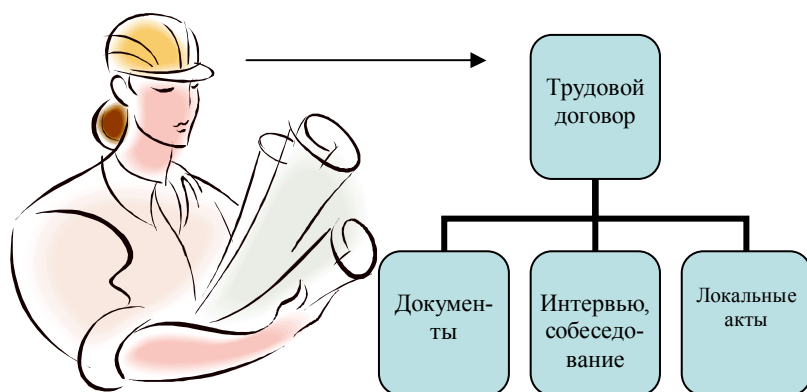 Трудовой
договор
Докумен-
ты
Интервью,
собеседо-
вание
Локальные
акты